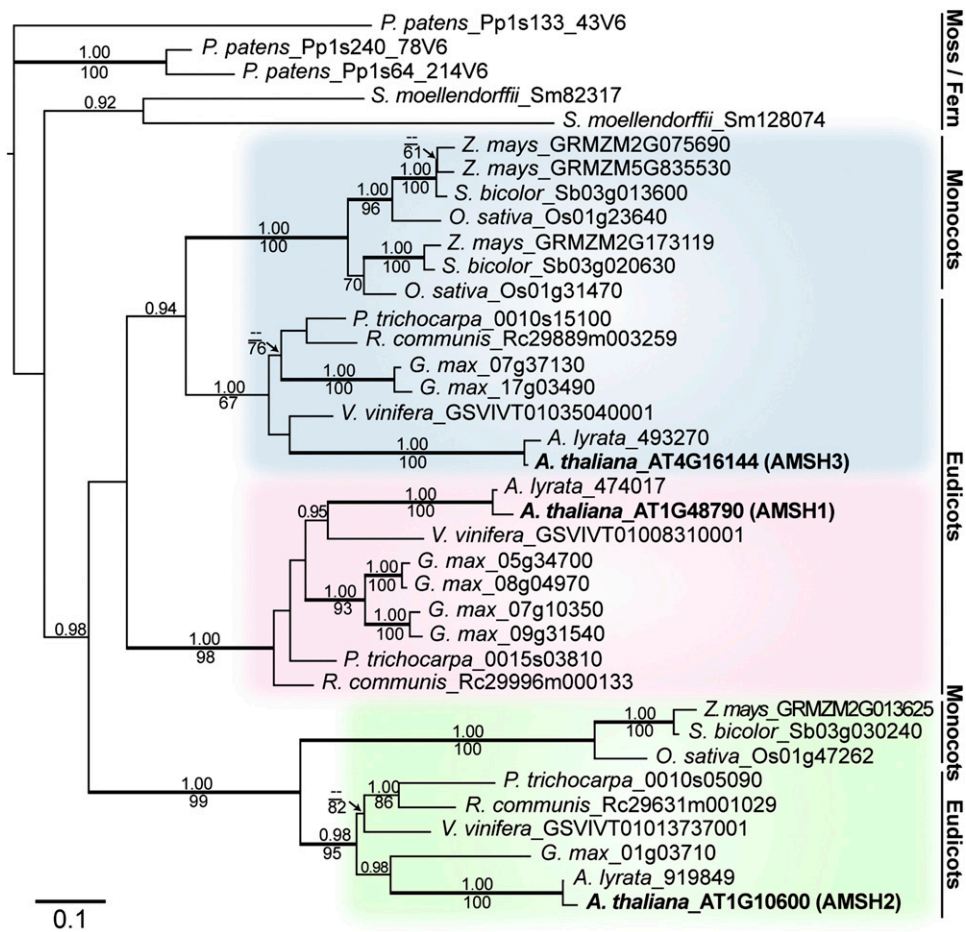 P. patens_Pp1s133_43V6
1.00
P. patens_Pp1s240_78V6
100
P. patens_Pp1s64_214V6
0.92
S. moellendorffii_Sm82317
S. moellendorffii_Sm128074
Moss / Fern
--
61
Z. mays_GRMZM2G075690
1.00
100
Z. mays_GRMZM5G835530
1.00
96
S. bicolor_Sb03g013600
O. sativa_Os01g23640
1.00
100
Z. mays_GRMZM2G173119
1.00
100
S. bicolor_Sb03g020630
70
O. sativa_Os01g31470
Monocots
0.94
P. trichocarpa_0010s15100
--
76
R. communis_Rc29889m003259
G. max_07g37130
1.00
100
G. max_17g03490
1.00
67
V. vinifera_GSVIVT01035040001
A. lyrata_493270
1.00
100
A. thaliana_AT4G16144 (AMSH3)
A. lyrata_474017
1.00
100
0.95
A. thaliana_AT1G48790 (AMSH1)
V. vinifera_GSVIVT01008310001
G. max_05g34700
1.00
100
G. max_08g04970
1.00
93
G. max_07g10350
1.00
100
G. max_09g31540
0.98
1.00
98
P. trichocarpa_0015s03810
R. communis_Rc29996m000133
Eudicots
Z. mays_GRMZM2G013625
1.00
100
S. bicolor_Sb03g030240
1.00
100
O. sativa_Os01g47262
Monocots
1.00
99
P. trichocarpa_0010s05090
1.00
86
--
82
R. communis_Rc29631m001029
V. vinifera_GSVIVT01013737001
0.98
95
G. max_01g03710
0.98
A. lyrata_919849
1.00
100
A. thaliana_AT1G10600 (AMSH2)
Eudicots
0.1